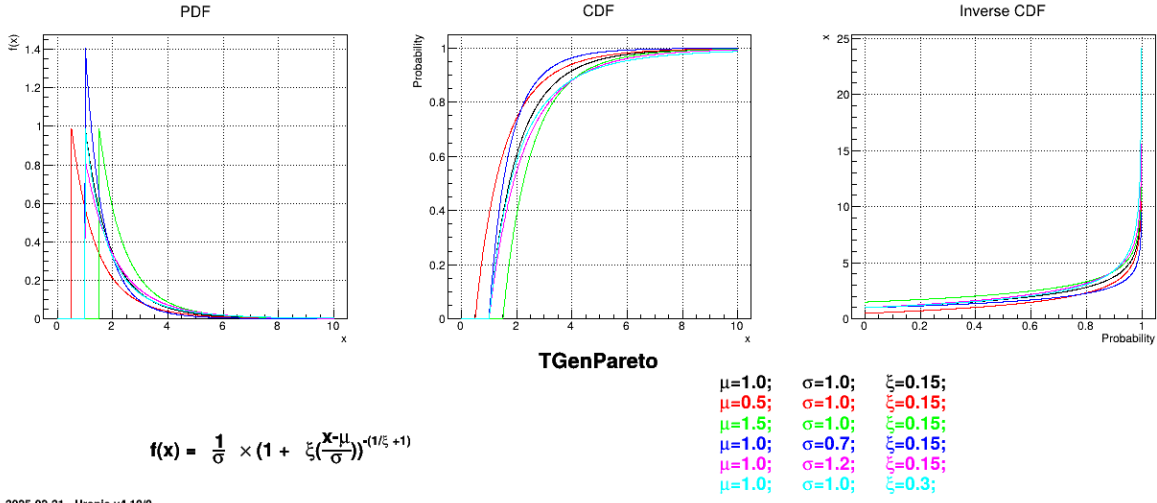 PDF
CDF
Inverse CDF
f(x)
1.4
1.2
1
0.8
0.6
0.4
0.2
0
0 2 4 6 8 10
x
Probability
1
0.8
0.6
0.4
0.2
0
0 2 4 6 8 10
x
x
25
20
15
10
5
0
0 0.2 0.4 0.6 0.8 1
Probability
TGenPareto
μ=1.0; σ=1.0; ξ=0.15;
μ=0.5; σ=1.0; ξ=0.15;
μ=1.5; σ=1.0; ξ=0.15;
μ=1.0; σ=0.7; ξ=0.15;
μ=1.0; σ=1.2; ξ=0.15;
μ=1.0; σ=1.0; ξ=0.3;
f(x) = 1/σ × (1 + ξ(x-μ/σ))^-(1/ξ +1)